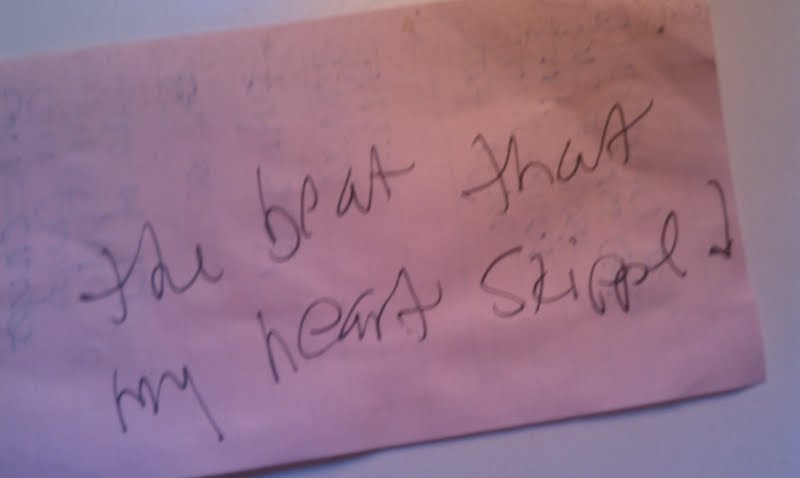 the beat that
my heart skipped